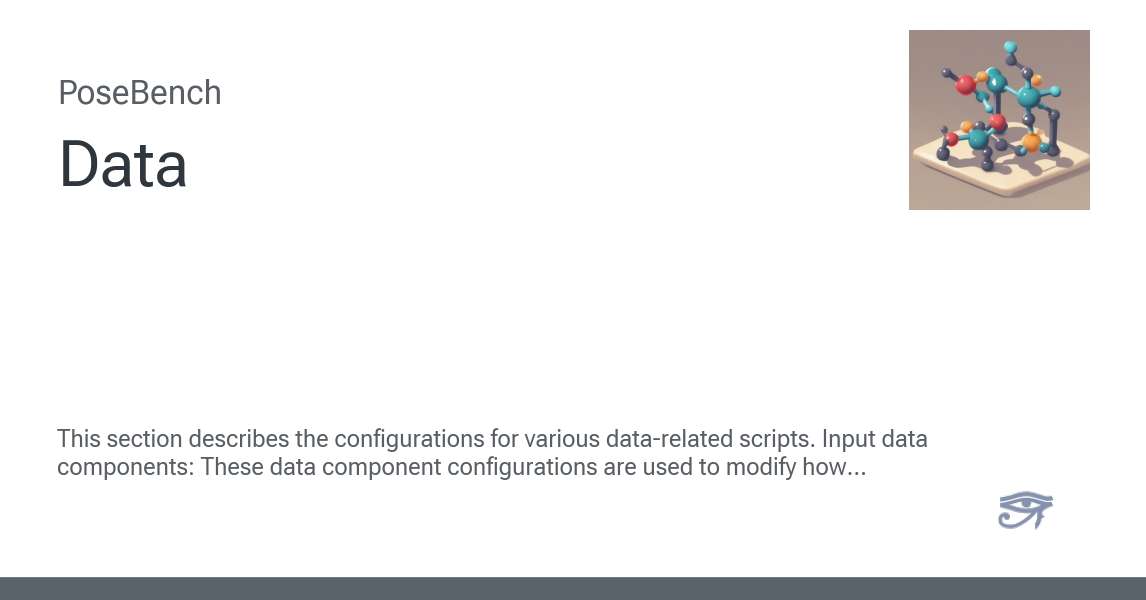 PoseBench
Data
This section describes the configurations for various data-related scripts. Input data
components: These data component configurations are used to modify how...